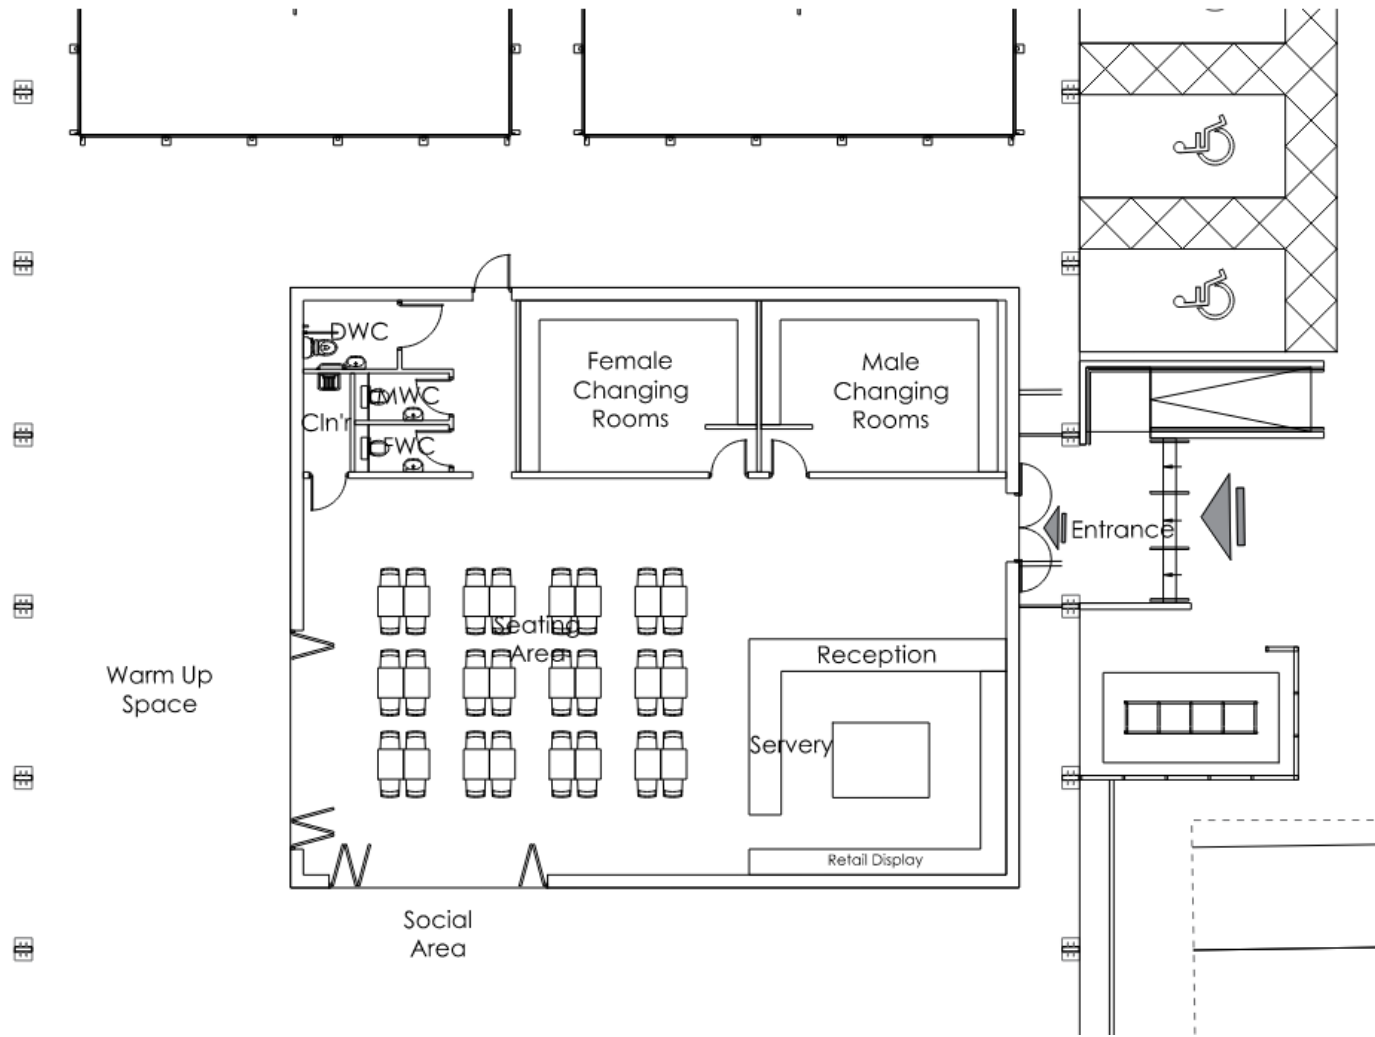 DWC
Female
Changing
Rooms
Male
Changing
Rooms
MWC
Cln'r
FWC
Entrance
Seating
Area
Reception
Warm Up
Space
Servery
Retail Display
Social
Area